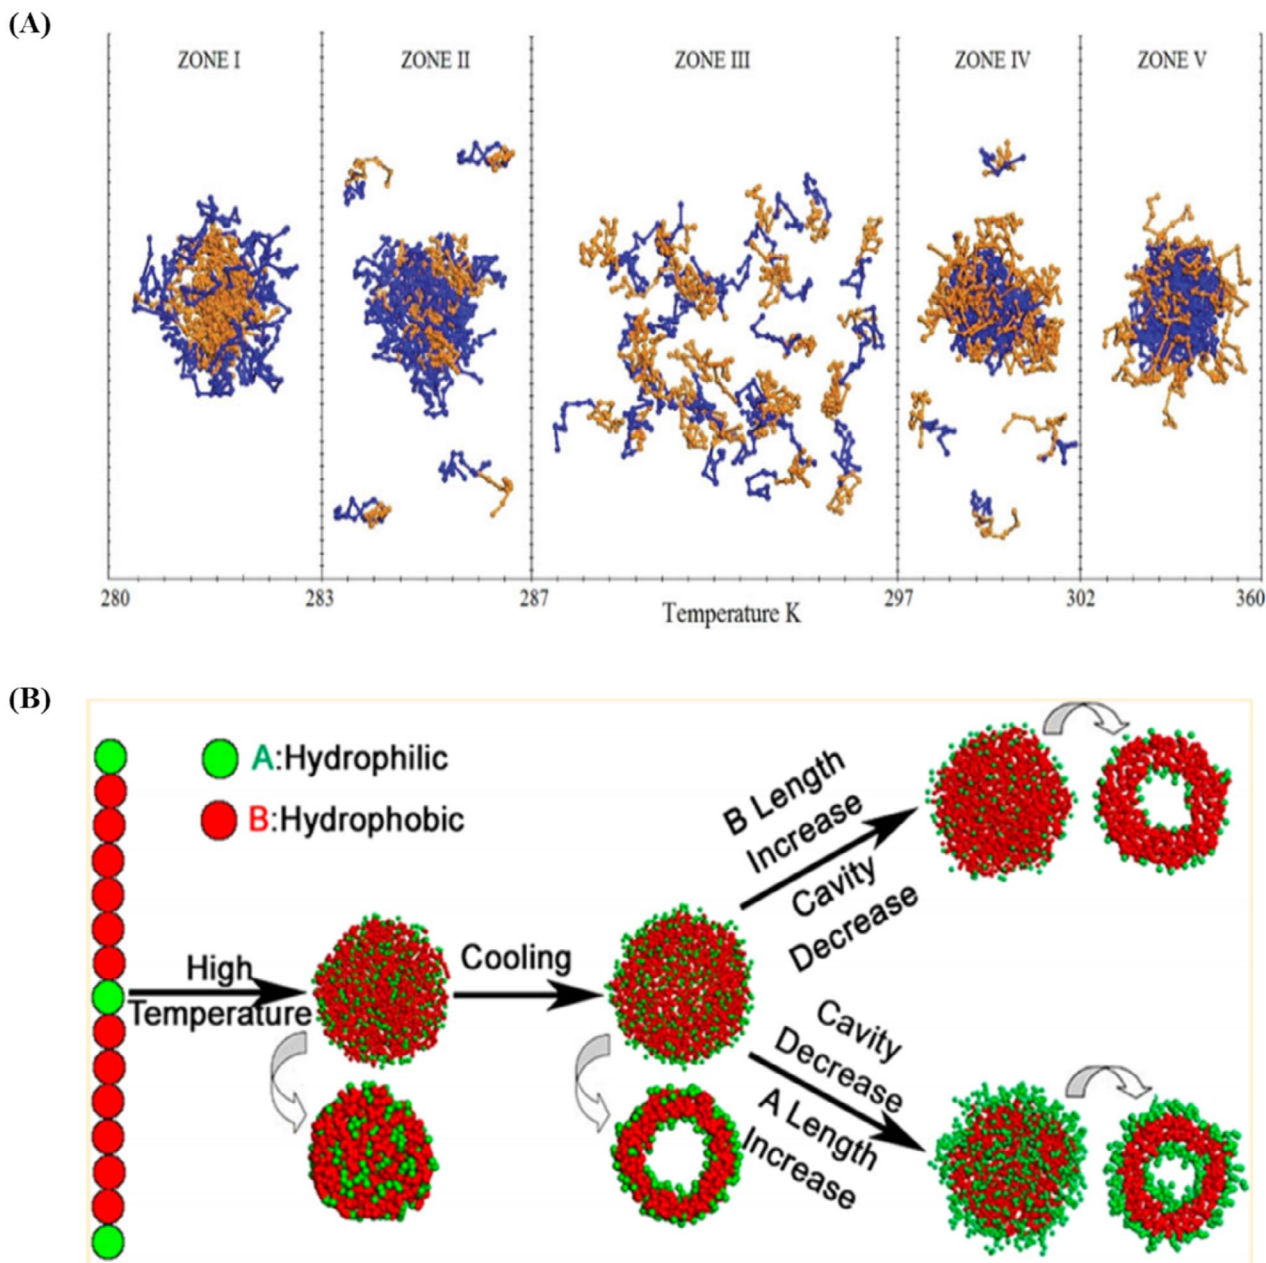 (A)
ZONE I
ZONE II
ZONE III
ZONE IV
ZONE V
280
283
287
297
302
360
Temperature K
(B)
A:Hydrophilic
B:Hydrophobic
High
Temperature
Cooling
B Length
Increase
Cavity
Decrease
Cavity
Decrease
A Length
Increase